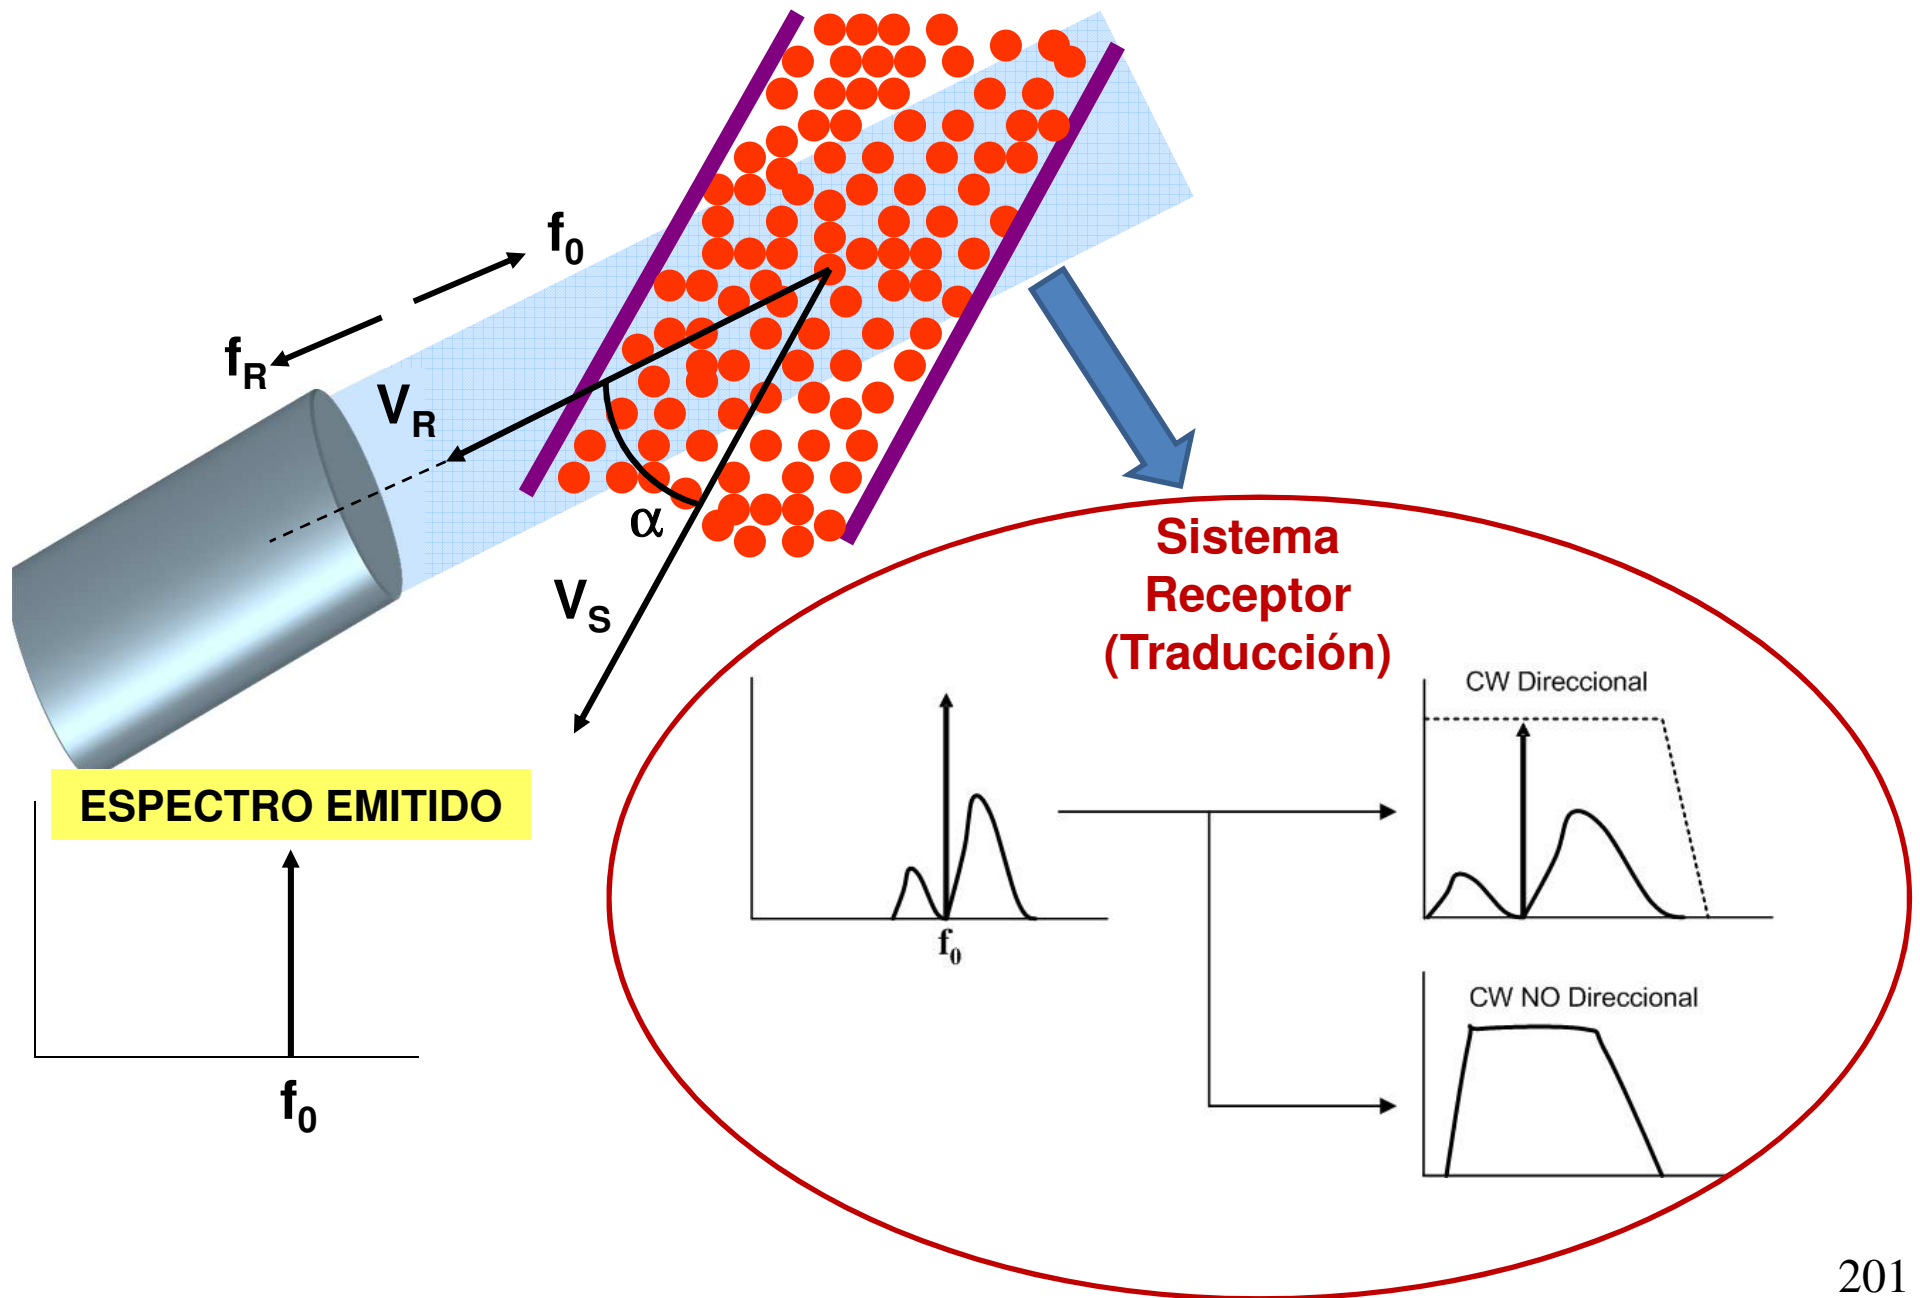 f0
fR
VR
α
VS
ESPECTRO EMITIDO
f0
Sistema
Receptor
(Traducción)
f0
CW Direccional
CW NO Direccional
201